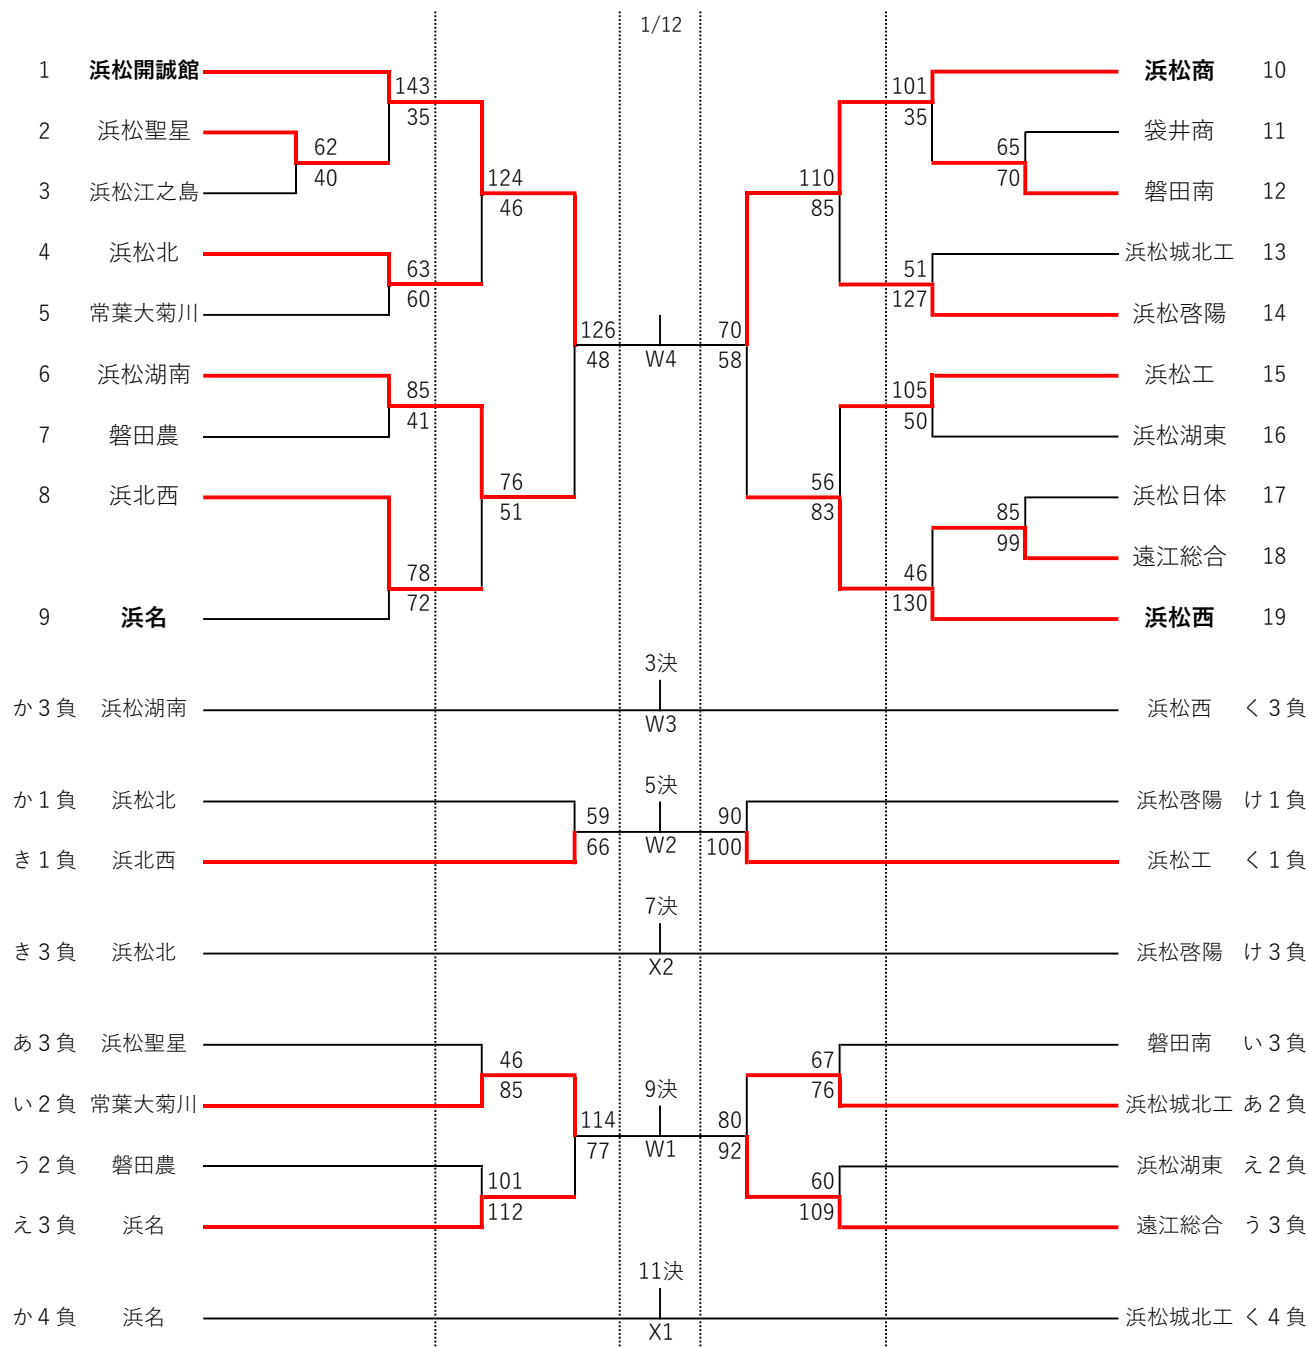 1/12
1 浜松開誠館 143 101 浜松商 10
35 35
2 浜松聖星 62 65 袋井商 11
3 浜松江之島 40 124 110 70 磐田南 12
46 85
4 浜松北 63 51 浜松城北工 13
5 常葉大菊川 60 127 浜松啓陽 14
126 70
48 W4 58
6 浜松湖南 85 105 浜松工 15
7 磐田農 41 50 浜松湖東 16
8 浜北西 76 56 浜松日体 17
51 83 85
99 遠江総合 18
78 46
72 130
9 浜名 浜松西 19
3決
か3負 浜松湖南 W3 浜松西 く3負
5決
か1負 浜松北 59 90 浜松啓陽 け1負
き1負 浜北西 66 W2 100 浜松工 く1負
7決
き3負 浜松北 X2 浜松啓陽 け3負
あ3負 浜松聖星 46 67 磐田南 い3負
い2負 常葉大菊川 85 9決 76 浜松城北工 あ2負
114 80
77 W1 92
う2負 磐田農 101 60 浜松湖東 え2負
え3負 浜名 112 109 遠江総合 う3負
11決
か4負 浜名 X1 浜松城北工 く4負